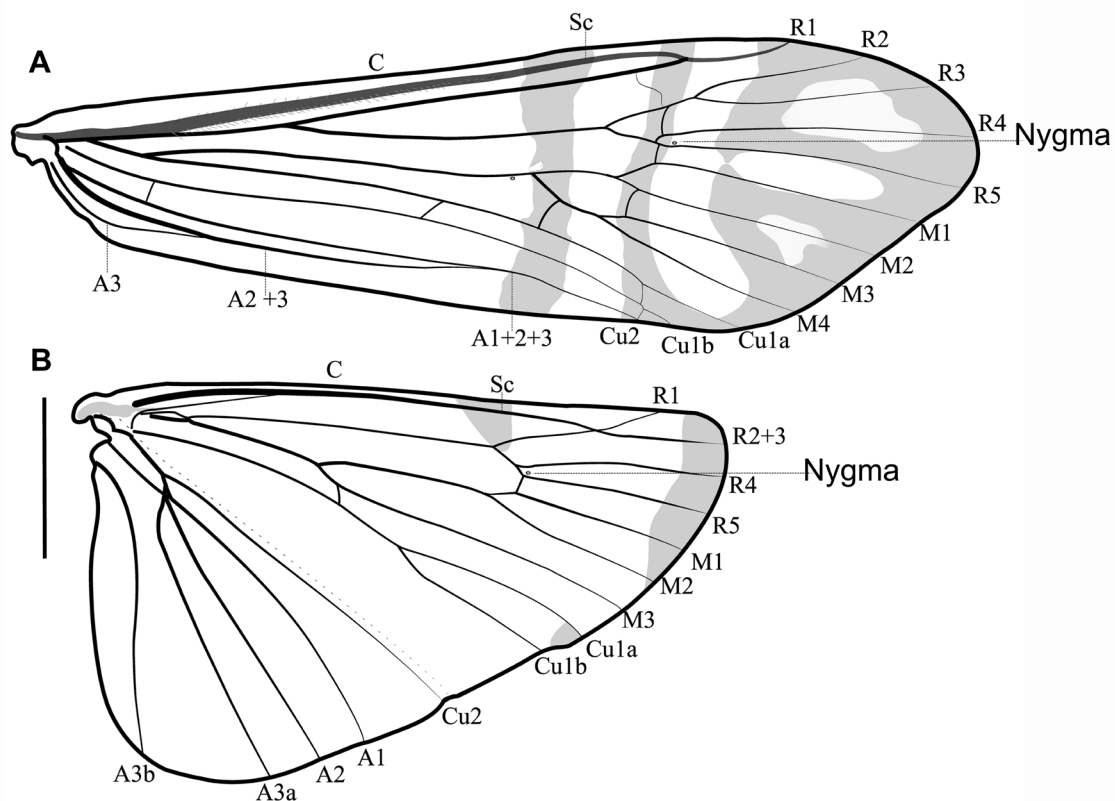 A
C
Sc
R1
R2
R3
R4
Nygma
R5
M1
M2
M3
M4
Cu1a
Cu1b
Cu2
A1+2+3
A2 +3
A3
B
C
Sc
R1
R2+3
Nygma
R4
R5
M1
M2
M3
Cu1a
Cu1b
Cu2
A1
A2
A3a
A3b